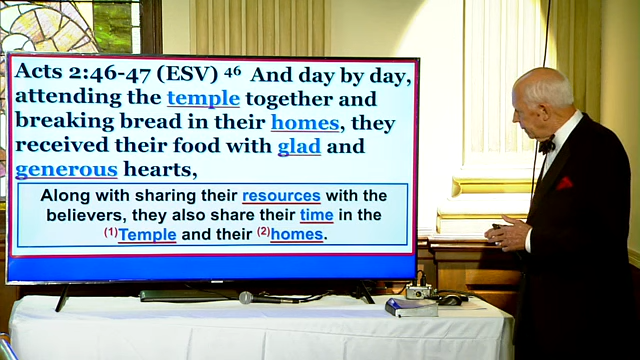 Acts 2:46-47 (ESV) 46 And day by day,
attending the temple together and
breaking bread in their homes, they
received their food with glad and
generous hearts,
Along with sharing their resources with the
believers, they also share their time in the
(1)Temple and their (2)homes.